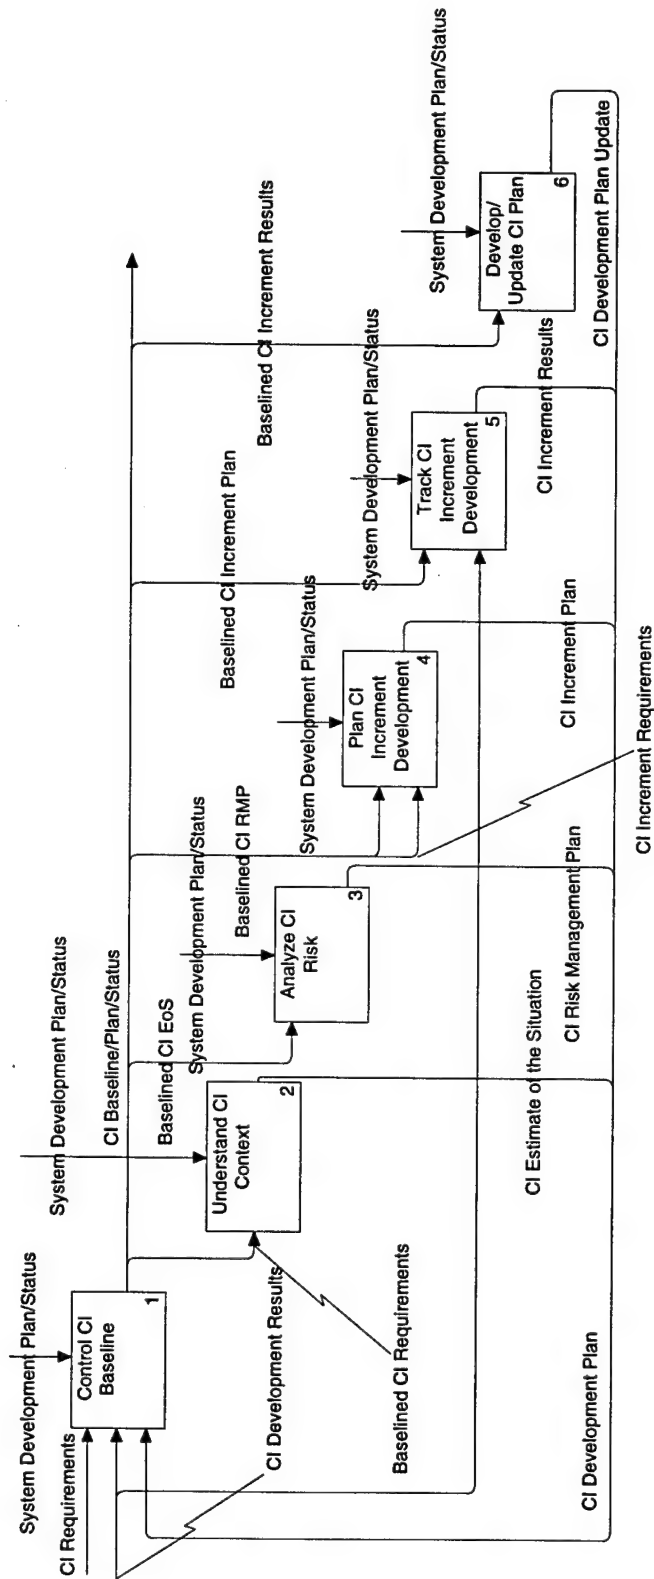 System Development Plan/Status
CI Requirements
Control CI
Baseline
1
CI Development Results
System Development Plan/Status
CI Baseline/Plan/Status
Understand CI
Context
2
Baselined CI Requirements
Baselined CI EoS
System Development Plan/Status
Analyze CI
Risk
3
Baselined CI RMP
System Development Plan/Status
Plan CI
Increment
Development
4
CI Increment Requirements
Baselined CI Increment Plan
System Development Plan/Status
Track CI
Increment
Development
5
Baselined CI Increment Results
System Development Plan/Status
Develop/
Update CI Plan
6
CI Development Plan
CI Estimate of the Situation
CI Risk Management Plan
CI Increment Plan
CI Increment Results
CI Development Plan Update